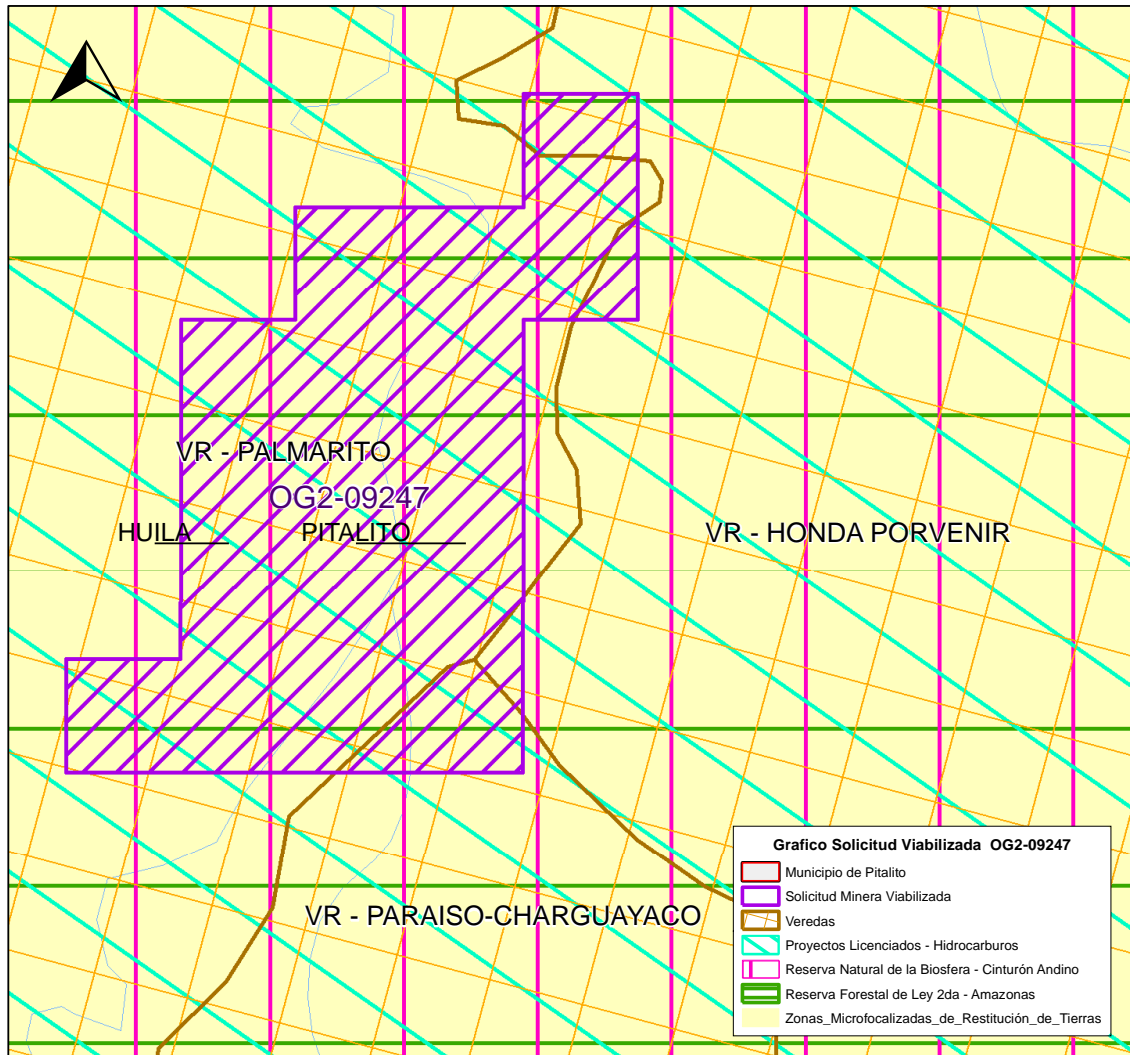 VR - PALMARITO
OG2-09247
HUILA PITALITO
VR - HONDA PORVENIR
VR - PARAISO-CHARGUAYACO
Grafico Solicitud Viabilizada OG2-09247
Municipio de Pitalito
Solicitud Minera Viabilizada
Veredas
Proyectos Licenciados - Hidrocarburos
Reserva Natural de la Biosfera - Cinturón Andino
Reserva Forestal de Ley 2da - Amazonas
Zonas_Microfocalizadas_de_Restitución_de_Tierras